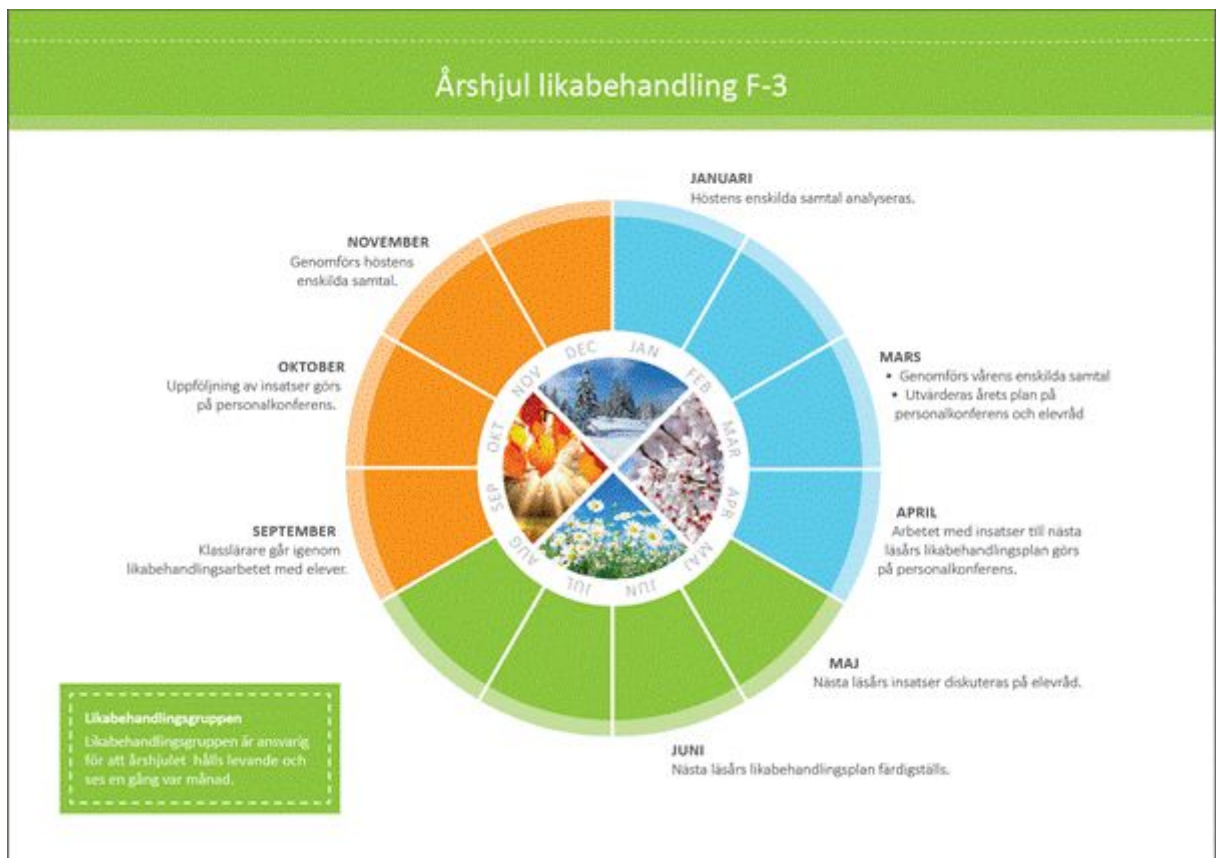 Årshjul likabehandling F-3
JANUARI
Höstens enskilda samtal analyseras.
MARS
• Genomförs vårens enskilda samtal
• Utvärderas årets plan på
personalkonferens och elevråd
APRIL
Arbetet med insatser till nästa
läsårs likabehandlingsplan görs
på personalkonferens.
MAJ
Nästa läsårs insatser diskuteras på elevråd.
JUNI
Nästa läsårs likabehandlingsplan färdigställs.
SEPTEMBER
Klasslärare går igenom
likabehandlingsarbetet med elever.
OKTOBER
Uppföljning av insatser görs
på personalkonferens.
NOVEMBER
Genomförs höstens
enskilda samtal.
JAN
FEB
MAR
APR
MAJ
JUN
JUL
AUG
SEP
OKT
NOV
DEC
Likabehandlingsgruppen
Likabehandlingsgruppen är ansvarig
för att årshjulet hålls levande och
ses en gång var månad.